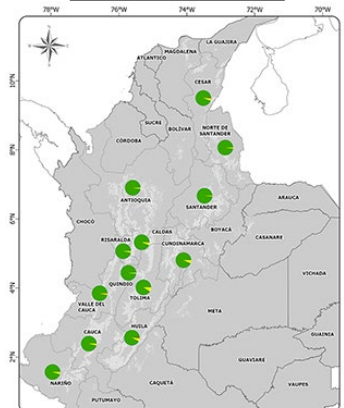 78°W 76°W 74°W 72°W 70°W
LA GUAJIRA
MAGDALENA
ATLANTICO
10°N
CESAR
SUCRE
BOLÍVAR
NORTE DE
SANTANDER
CÓRDOBA
8°N
ANTIOQUIA
SANTANDER
ARAUCA
6°N
CHOCÓ
BOYACÁ
CALDAS
RISARALDA
CUNDINAMARCA
CASANARE
QUINDIO
VICHADA
4°N
TOLIMA
VALLE DEL
CAUCA
META
HUILA
CAUCA
GUAINIA
2°N
GUAVIARE
NARIÑO
CAQUETÁ
VAUPES
PUTUMAYO